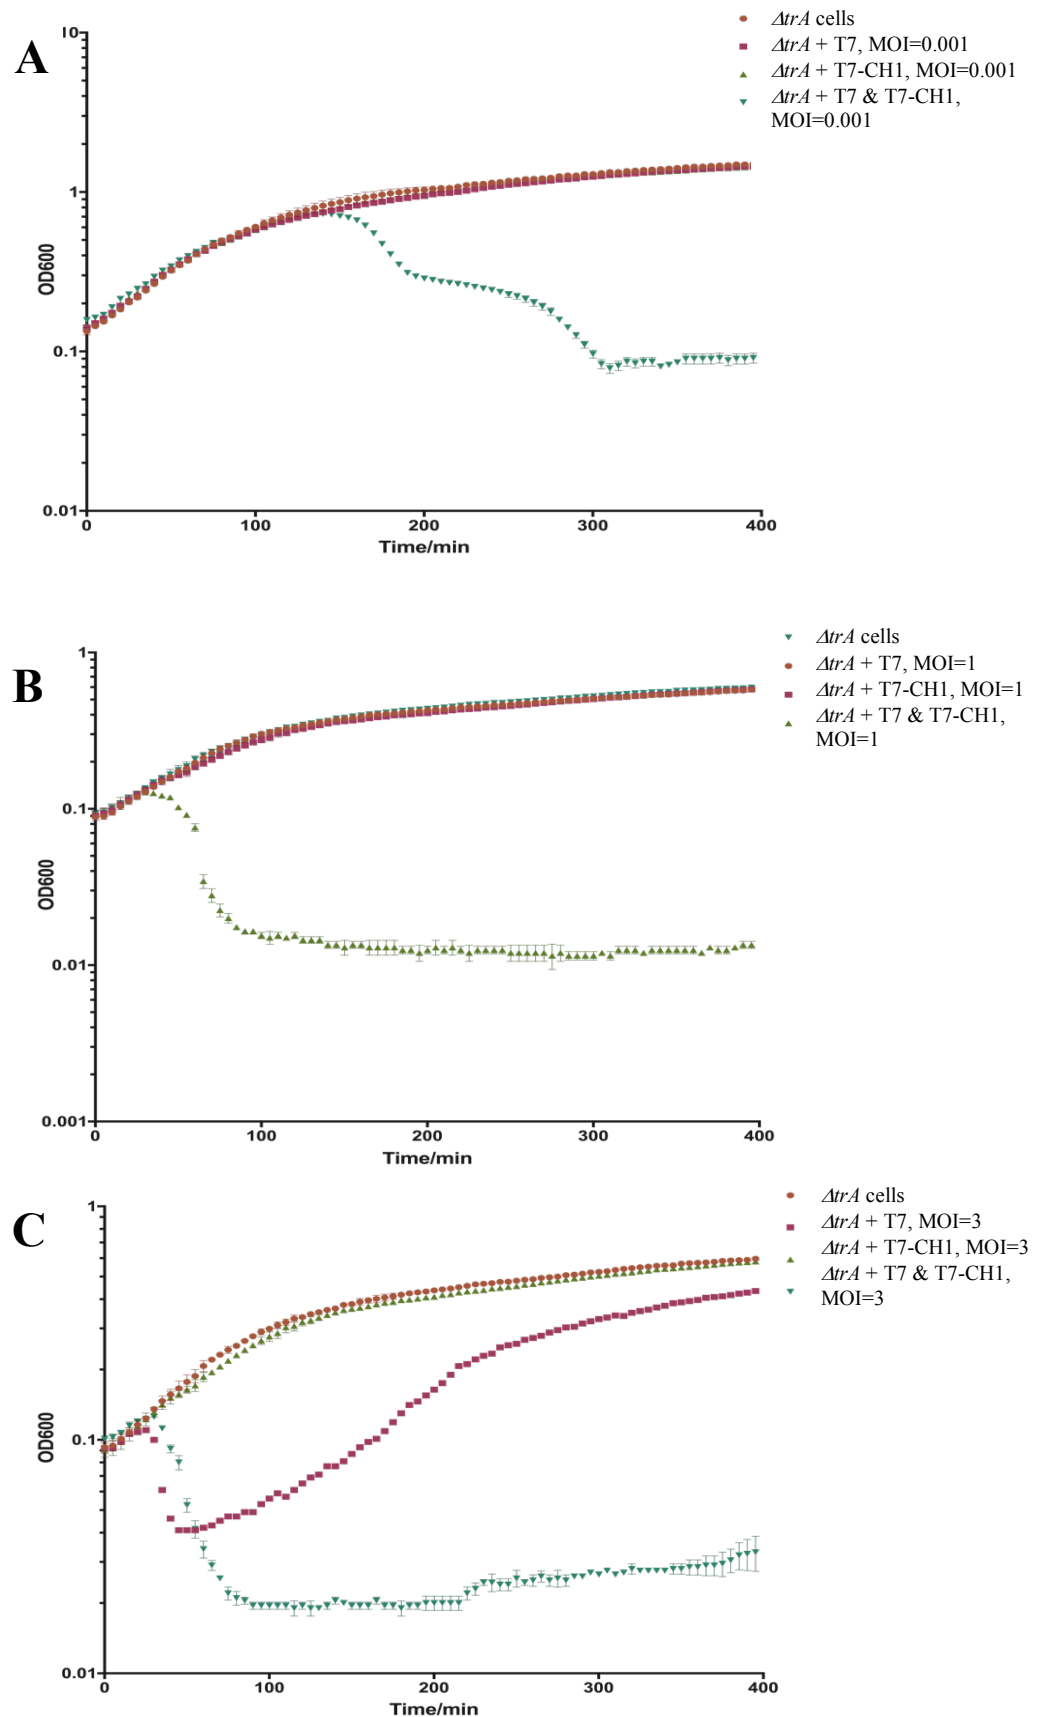 A
ΔtrA cells
ΔtrA + T7, MOI=0.001
ΔtrA + T7-CH1, MOI=0.001
ΔtrA + T7 & T7-CH1,
MOI=0.001
10
1
0.1
0.01
OD600
0 100 200 300 400
Time/min
B
ΔtrA cells
ΔtrA + T7, MOI=1
ΔtrA + T7-CH1, MOI=1
ΔtrA + T7 & T7-CH1,
MOI=1
1
0.1
0.01
0.001
OD600
0 100 200 300 400
Time/min
C
ΔtrA cells
ΔtrA + T7, MOI=3
ΔtrA + T7-CH1, MOI=3
ΔtrA + T7 & T7-CH1,
MOI=3
1
0.1
0.01
OD600
0 100 200 300 400
Time/min